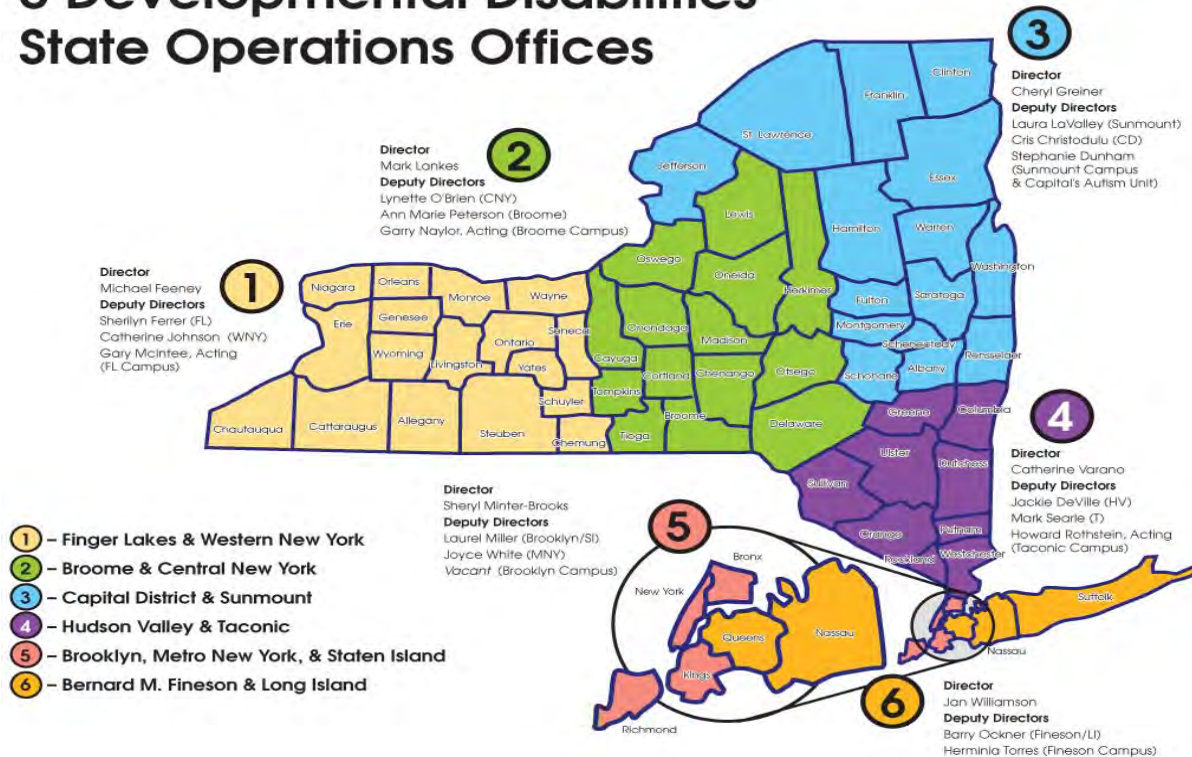 6 Developmental Disabilities
State Operations Offices
3
Director
Cheryl Greiner
Deputy Directors
Laura LaValley (Sunmount)
Cris Christodulu (CD)
Stephanie Dunham
(Sunmount Campus
& Capital's Autism Unit)
2
Director
Mark Lankes
Deputy Directors
Lynette O'Brien (CNY)
Ann Marie Peterson (Broome)
Garry Naylor, Acting (Broome Campus)
1
Director
Michael Feeney
Deputy Directors
Sherilyn Ferrer (FL)
Catherine Johnson (WNY)
Gary McIntee, Acting
(FL Campus)
Clinton
Franklin
St. Lawrence
Jefferson
Essex
Lewis
Hamilton
Warren
Washington
Oswego
Oneida
Herkimer
Fulton
Saratoga
Niagara
Orleans
Monroe
Wayne
Erie
Genesee
Seneca
Onondaga
Madison
Montgomery
Schenectady
Rensselaer
Wyoming
Livingston
Ontario
Yates
Cayuga
Cortland
Chenango
Otsego
Schoharie
Albany
Tompkins
Schuyler
Chautauqua
Cattaraugus
Allegany
Steuben
Chemung
Tioga
Broome
Delaware
Greene
Columbia
4
Director
Catherine Varano
Deputy Directors
Jackie DeVille (HV)
Mark Searle (T)
Howard Rothstein, Acting
(Taconic Campus)
Ulster
Dutchess
Sullivan
Orange
Putnam
Rockland
Westchester
Director
Sheryl Minter-Brooks
Deputy Directors
Laurel Miller (Brooklyn/SI)
Joyce White (MNY)
Vacant (Brooklyn Campus)
5
Bronx
New York
Queens
Nassau
Kings
Richmond
Suffolk
Nassau
6
Director
Jan Williamson
Deputy Directors
Barry Ockner (Fineson/LI)
Herminia Torres (Fineson Campus)
1 – Finger Lakes & Western New York
2 – Broome & Central New York
3 – Capital District & Sunmount
4 – Hudson Valley & Taconic
5 – Brooklyn, Metro New York, & Staten Island
6 – Bernard M. Fineson & Long Island